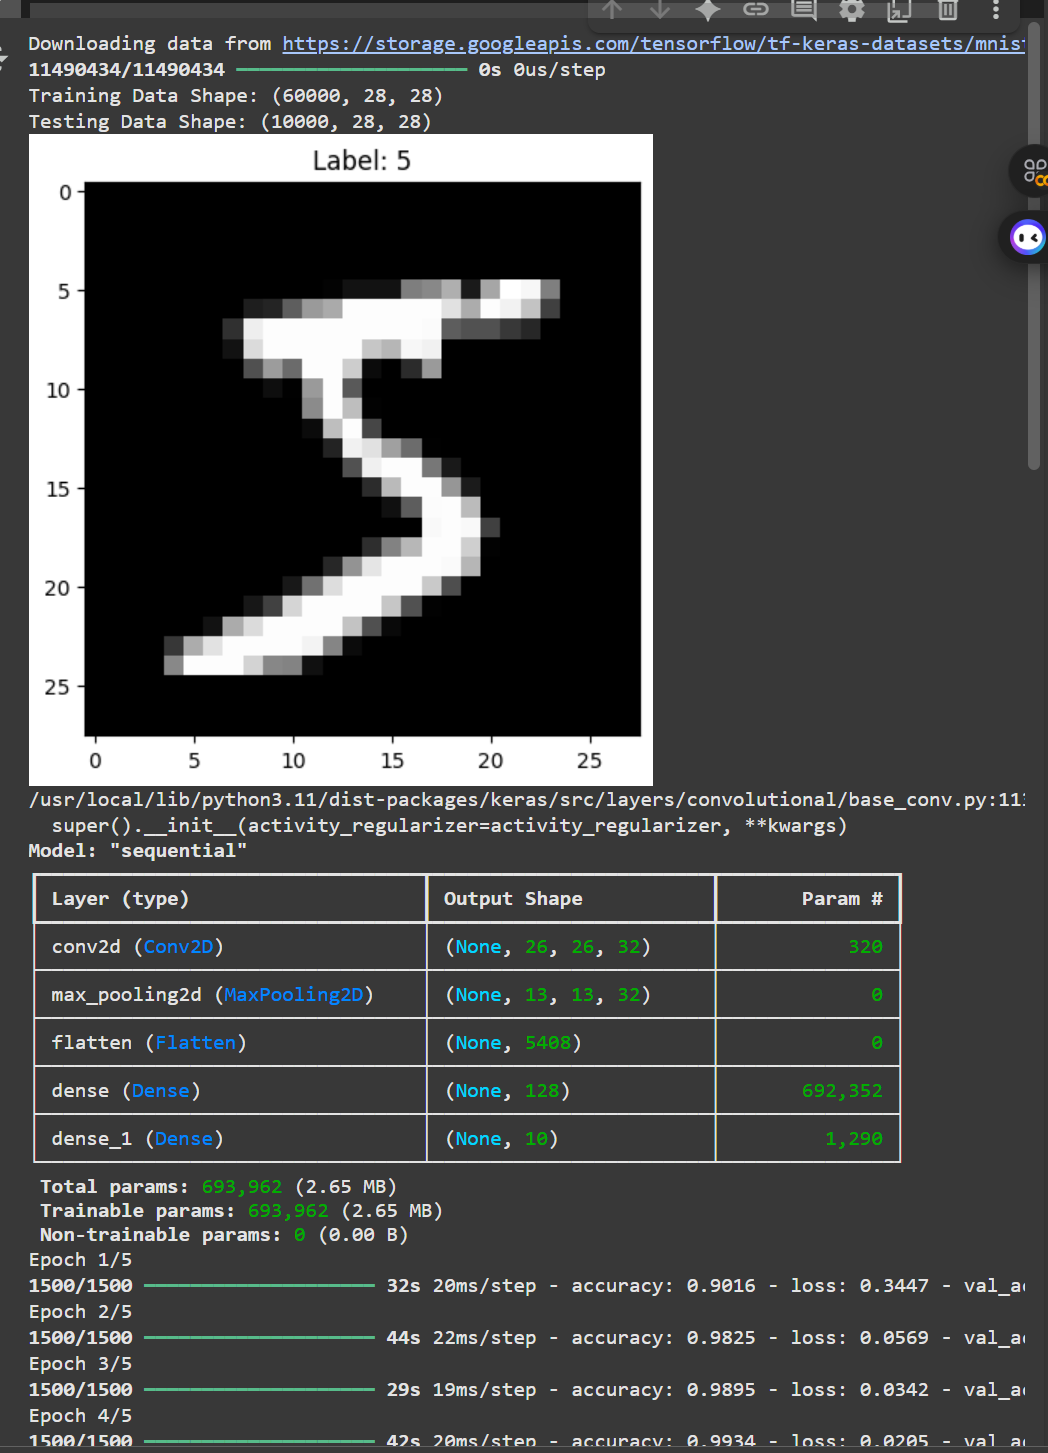 Downloading data from https://storage.googleapis.com/tensorflow/tf-keras-datasets/mnist
11490434/11490434 ━━━━━━━━━━━━━━━━━━━━ 0s 0us/step
Training Data Shape: (60000, 28, 28)
Testing Data Shape: (10000, 28, 28)
Label: 5
0
5
10
15
20
25
0 5 10 15 20 25
/usr/local/lib/python3.11/dist-packages/keras/src/layers/convolutional/base_conv.py:11
super().__init__(activity_regularizer=activity_regularizer, **kwargs)
Model: "sequential"
Layer (type) Output Shape Param #
conv2d (Conv2D) (None, 26, 26, 32) 320
max_pooling2d (MaxPooling2D) (None, 13, 13, 32) 0
flatten (Flatten) (None, 5408) 0
dense (Dense) (None, 128) 692,352
dense_1 (Dense) (None, 10) 1,290
Total params: 693,962 (2.65 MB)
Trainable params: 693,962 (2.65 MB)
Non-trainable params: 0 (0.00 B)
Epoch 1/5
1500/1500 ━━━━━━━━━━━━━━━━━━━━ 32s 20ms/step - accuracy: 0.9016 - loss: 0.3447 - val_a
Epoch 2/5
1500/1500 ━━━━━━━━━━━━━━━━━━━━ 44s 22ms/step - accuracy: 0.9825 - loss: 0.0569 - val_a
Epoch 3/5
1500/1500 ━━━━━━━━━━━━━━━━━━━━ 29s 19ms/step - accuracy: 0.9895 - loss: 0.0342 - val_a
Epoch 4/5
1500/1500 ━━━━━━━━━━━━━━━━━━━━ 42s 20ms/step - accuracy: 0.9934 - loss: 0.0205 - val_a